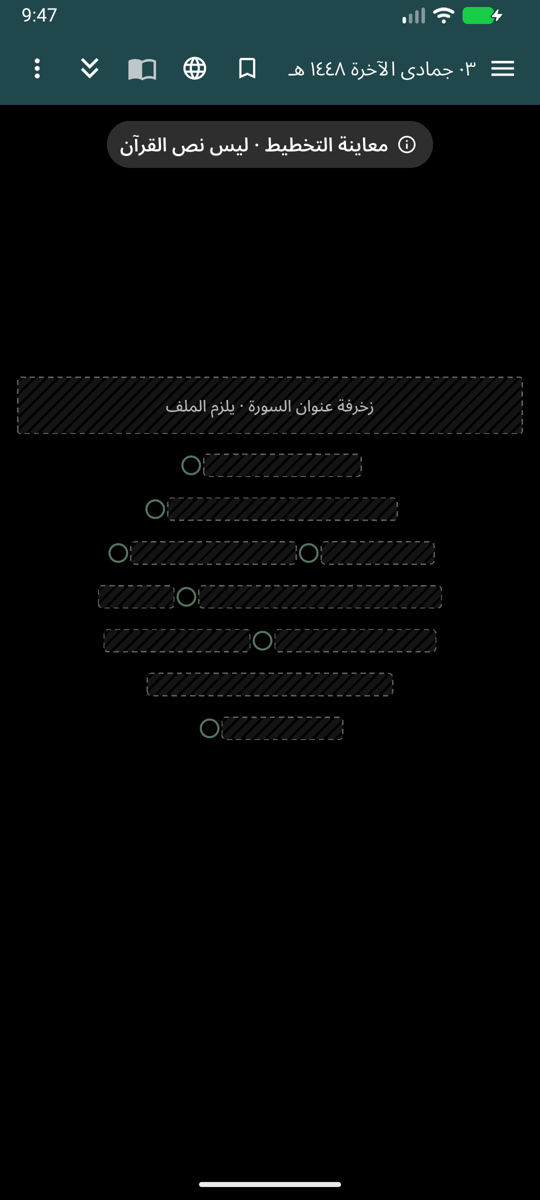 9:47
٠٣ جمادى الآخرة ١٤٤٨ هـ
معاينة التخطيط · ليس نص القرآن
زخرفة عنوان السورة · يلزم الملف